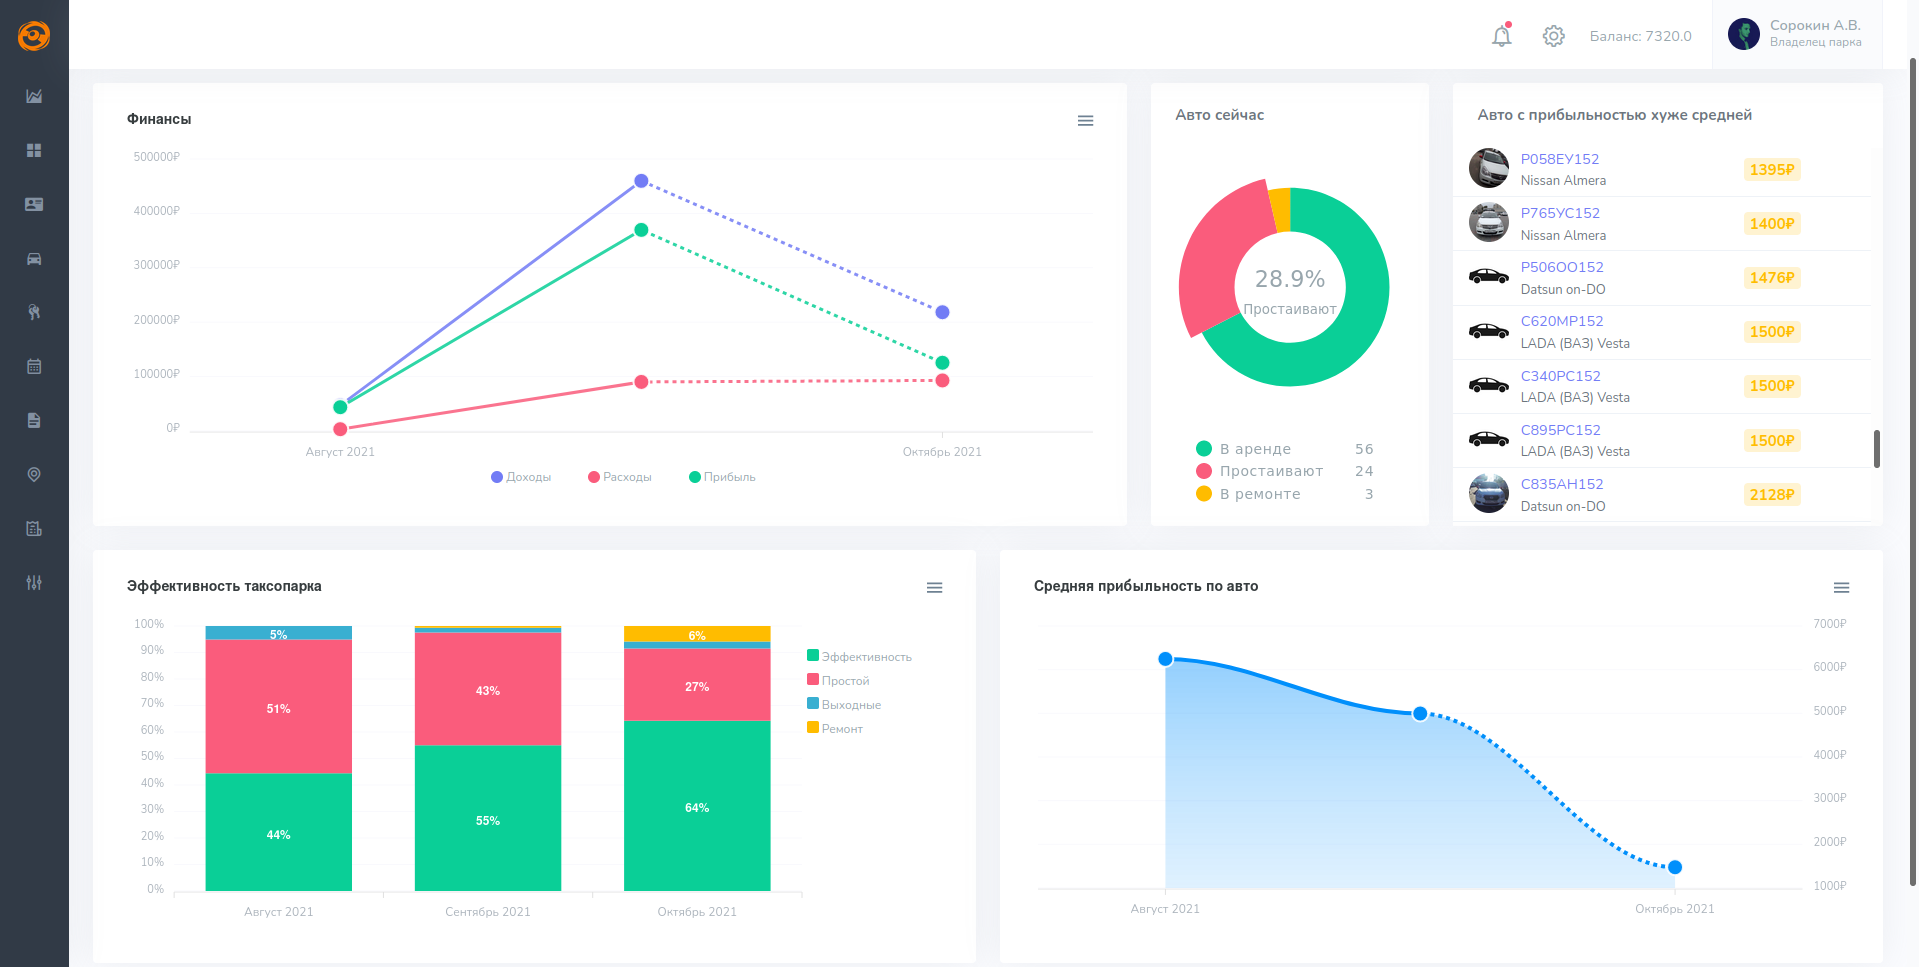 Баланс: 7320.0
Сорокин А.В.
Владелец парка
Финансы
500000₽
400000₽
300000₽
200000₽
100000₽
0₽
Август 2021
Октябрь 2021
Доходы
Расходы
Прибыль
Авто сейчас
28.9%
Простаивают
В аренде 56
Простаивают 24
В ремонте 3
Авто с прибыльностью хуже средней
Р058ЕУ152
Nissan Almera
1395₽
Р765УС152
Nissan Almera
1400₽
Р506ОО152
Datsun on-DO
1476₽
С620МР152
LADA (ВАЗ) Vesta
1500₽
С340РС152
LADA (ВАЗ) Vesta
1500₽
С895РС152
LADA (ВАЗ) Vesta
1500₽
С835АН152
Datsun on-DO
2128₽
Эффективность таксопарка
100%
90%
80%
70%
60%
50%
40%
30%
20%
10%
0%
5%
51%
44%
43%
55%
6%
27%
64%
Август 2021
Сентябрь 2021
Октябрь 2021
Эффективность
Простой
Выходные
Ремонт
Средняя прибыльность по авто
7000₽
6000₽
5000₽
4000₽
3000₽
2000₽
1000₽
Август 2021
Октябрь 2021